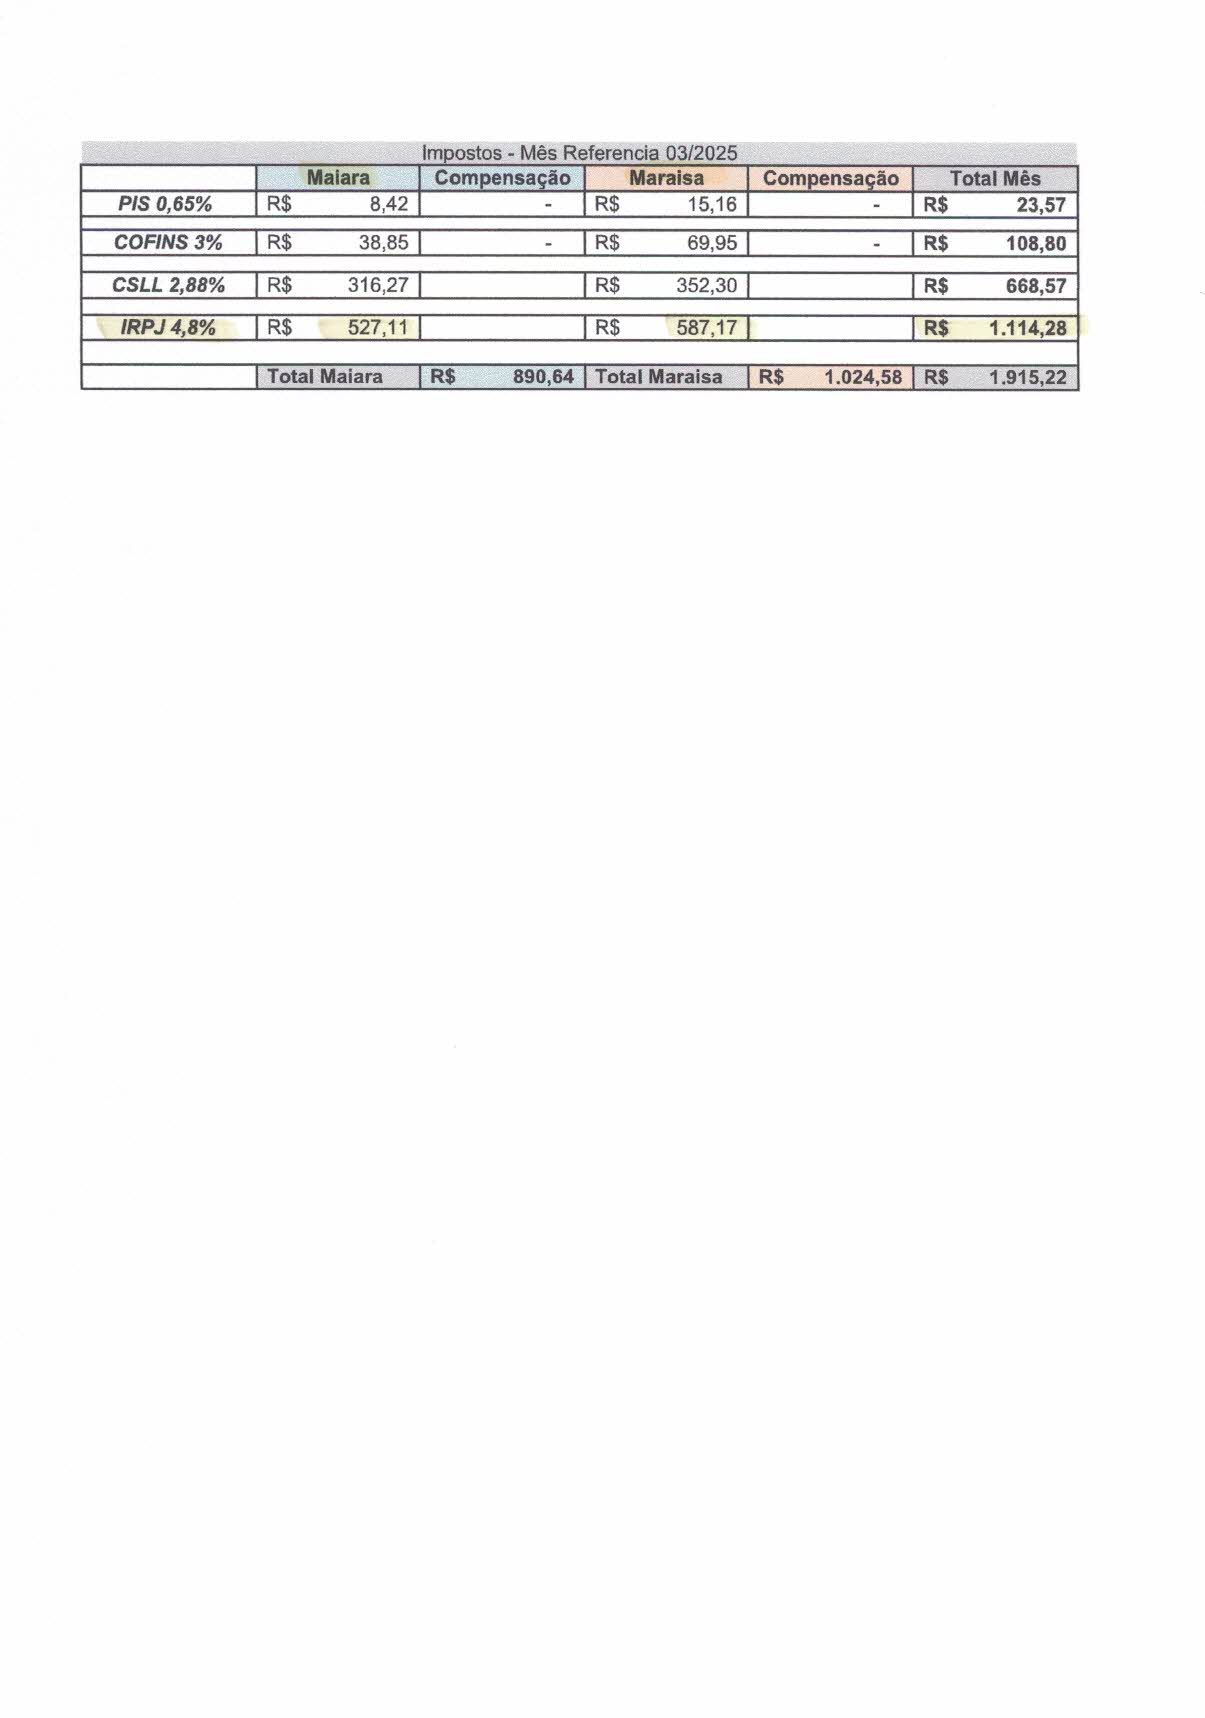 Impostos - Mês Referencia 03/2025
Maiara Compensação Maraisa Compensação Total Mês
PIS 0,65% R$ 8,42 - R$ 15,16 - R$ 23,57
COFINS 3% R$ 38,85 - R$ 69,95 - R$ 108,80
CSLL 2,88% R$ 316,27 R$ 352,30 R$ 668,57
IRPJ 4,8% R$ 527,11 R$ 587,17 R$ 1.114,28
Total Maiara R$ 890,64 Total Maraisa R$ 1.024,58 R$ 1.915,22